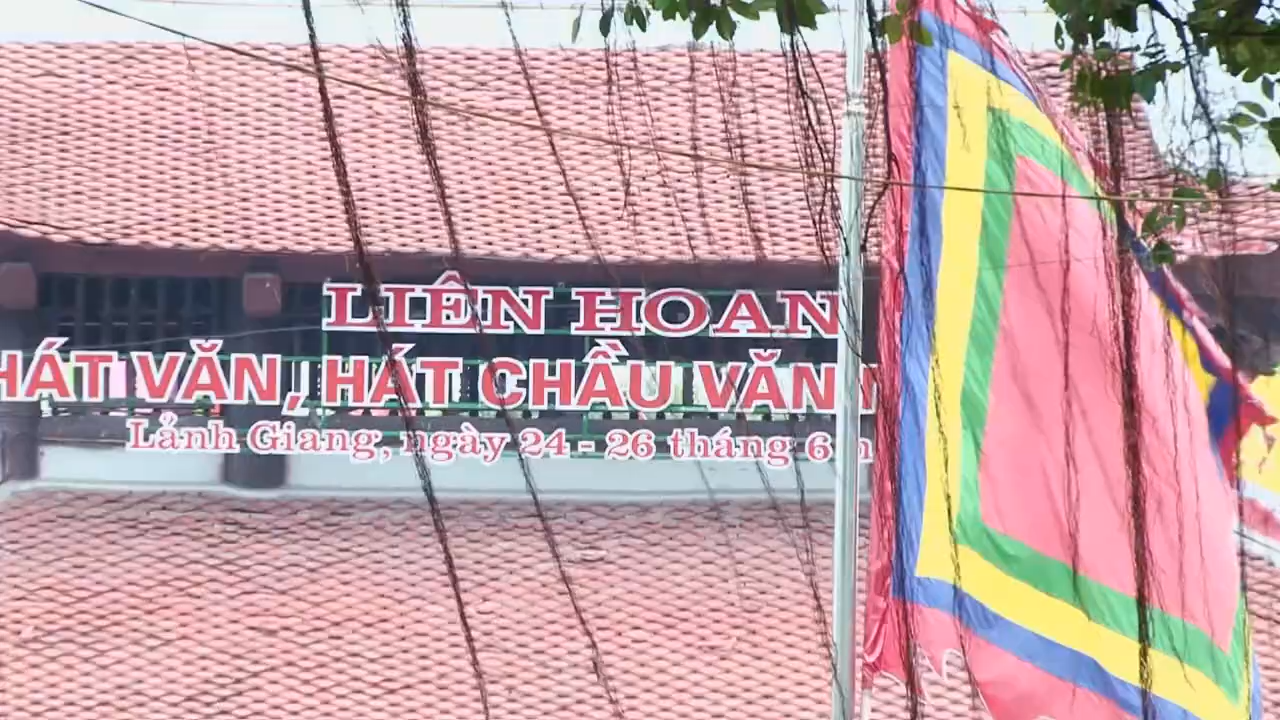 LIÊN HOAN
HÁT VĂN, HÁT CHẦU VĂN
Lảnh Giang, ngày 24 - 26 tháng 6